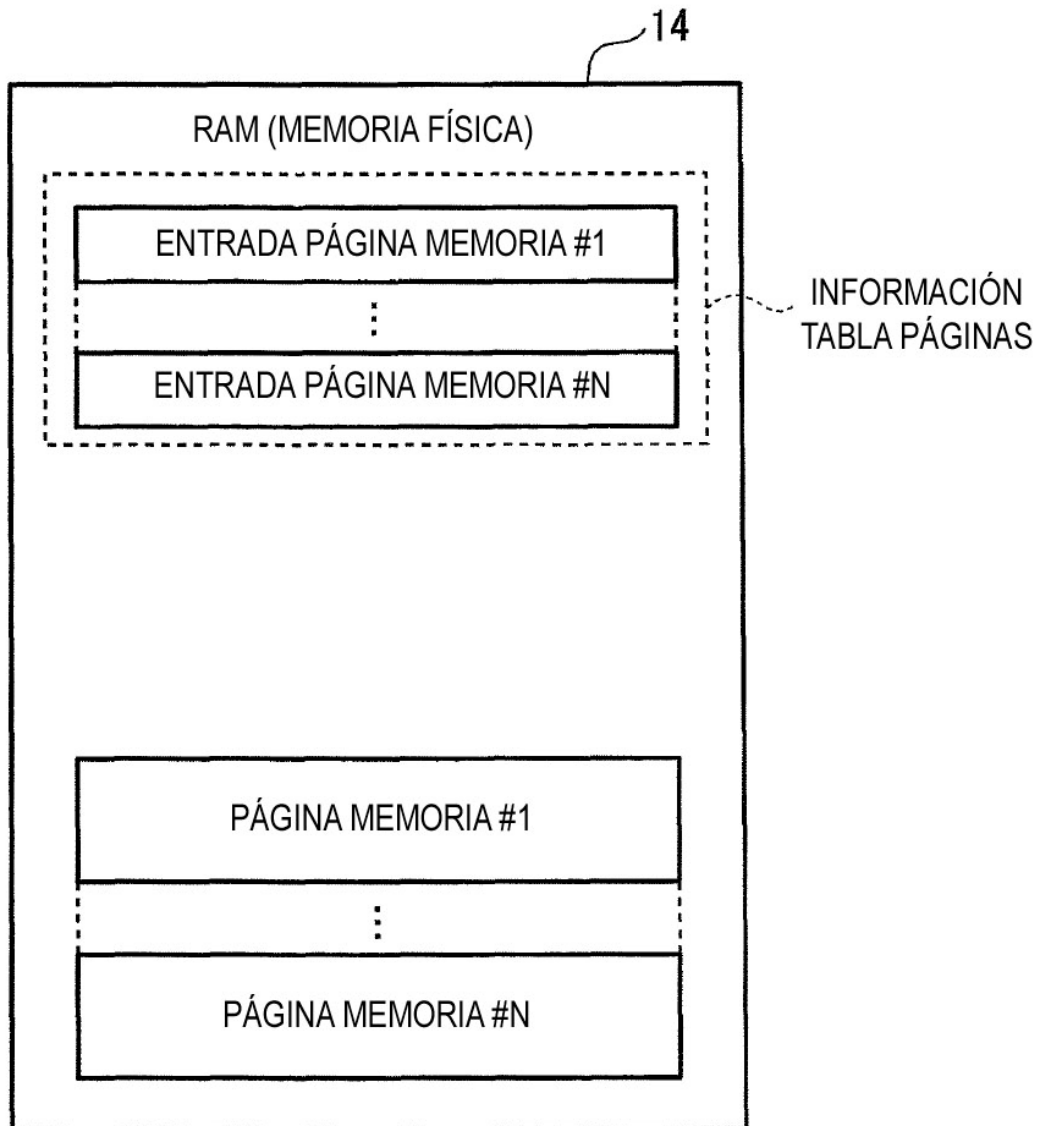 14
RAM (MEMORIA FÍSICA)
ENTRADA PÁGINA MEMORIA #1
ENTRADA PÁGINA MEMORIA #N
INFORMACIÓN
TABLA PÁGINAS
PÁGINA MEMORIA #1
PÁGINA MEMORIA #N